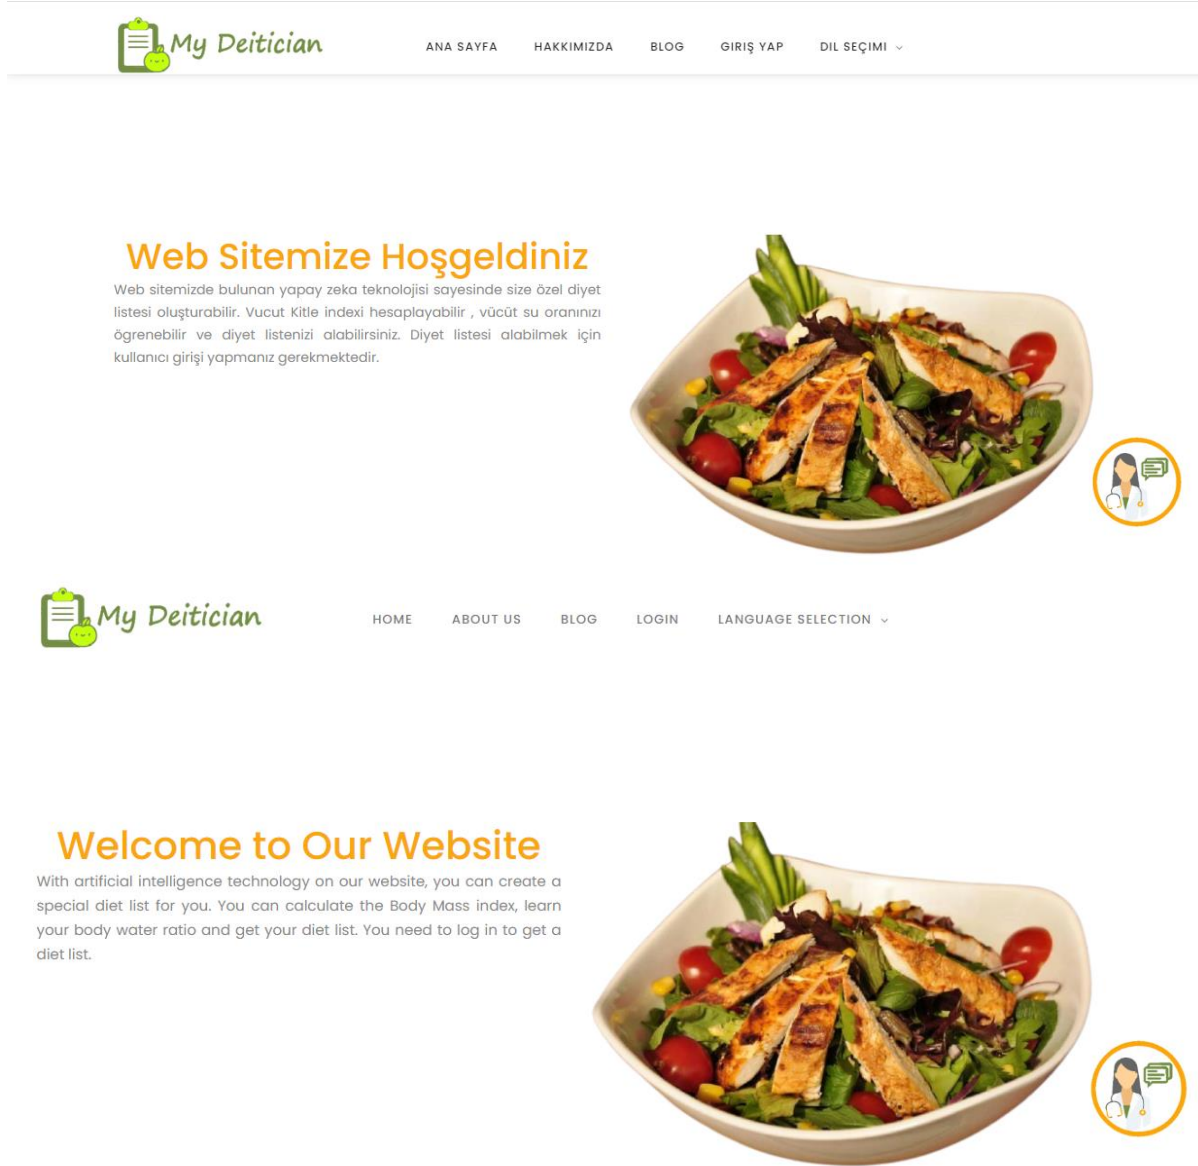 My Deitician
ANA SAYFA HAKKIMIZDA BLOG GIRIŞ YAP DIL SEÇIMI
Web Sitemize Hoşgeldiniz
Web sitemizde bulunan yapay zeka teknolojisi sayesinde size özel diyet
listesi oluşturabilir. Vucut Kitle indexi hesaplayabilir , vücüt su oranınızı
ögrenebilir ve diyet listenizi alabilirsiniz. Diyet listesi alabilmek için
kullanıcı girişi yapmanız gerekmektedir.
My Deitician
HOME ABOUT US BLOG LOGIN LANGUAGE SELECTION
Welcome to Our Website
With artificial intelligence technology on our website, you can create a
special diet list for you. You can calculate the Body Mass index, learn
your body water ratio and get your diet list. You need to log in to get a
diet list.